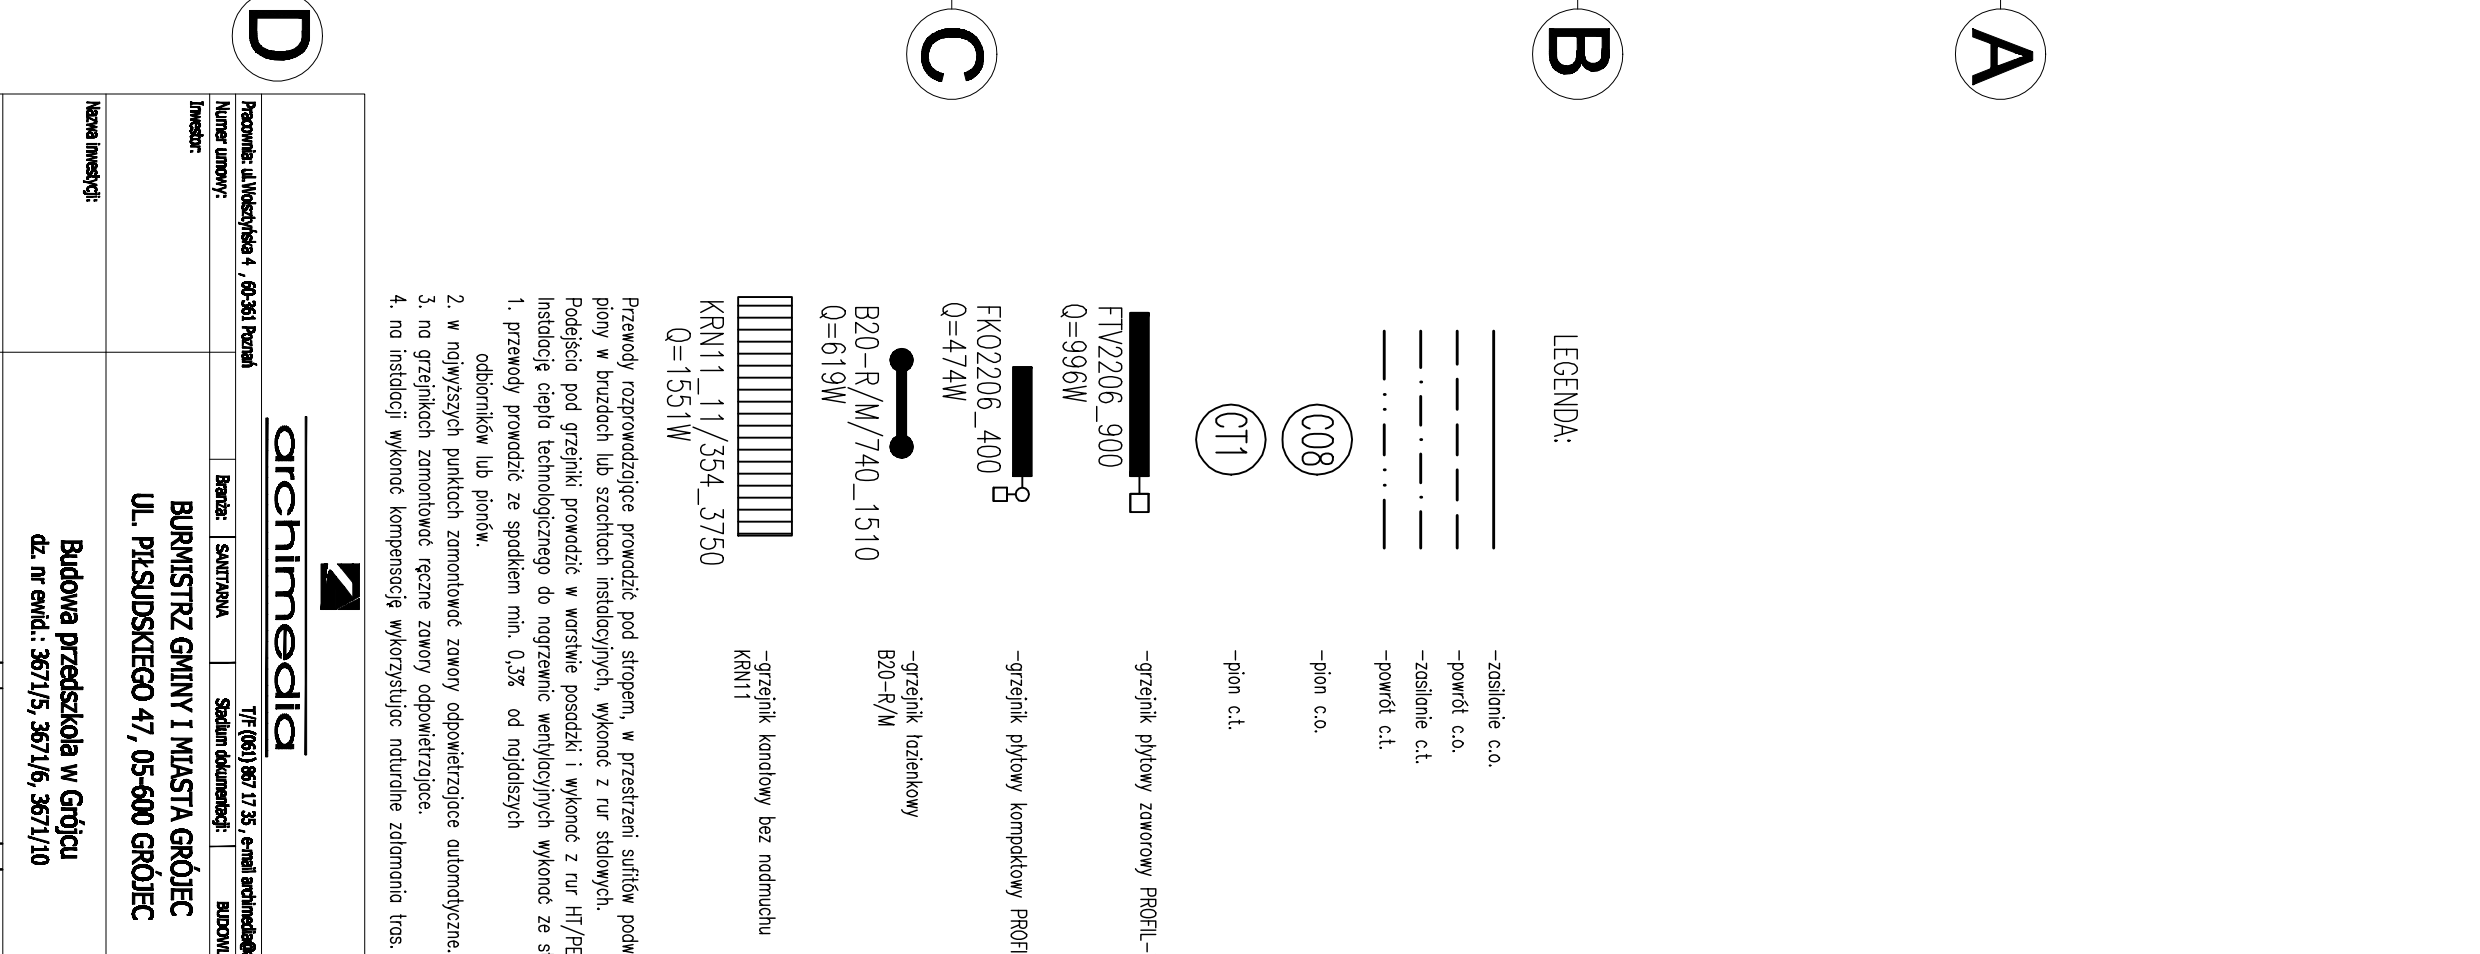 A
B
C
D
LEGENDA:
-zasilanie c.o.
-powrót c.o.
-zasilanie c.t.
-powrót c.t.
CO8
-pion c.o.
CT1
-pion c.t.
FTV2206_900
Q=996W
-grzejnik płytowy zaworowy PROFIL-
FK02206_400
Q=474W
-grzejnik płytowy kompaktowy PROFI
B20-R/M/740_1510
Q=619W
-grzejnik łazienkowy
B20-R/M
KRN11_11/354_3750
Q=1551W
-grzejnik kanałowy bez nadmuchu
KRN11
Przewody rozprowadzające prowadzić pod stropem, w przestrzeni sufitów podw
piony w bruzdach lub szachtach instalacyjnych, wykonać z rur stalowych.
Podejścia pod grzejniki prowadzić w warstwie posadzki i wykonać z rur HT/PE
Instalację ciepła technologicznego do nagrzewnic wentylacyjnych wykonać ze s
1. przewody prowadzić ze spadkiem min. 0,3% od najdalszych
odbiorników lub pionów.
2. w najwyższych punktach zamontować zawory odpowietrzające automatyczne.
3. na grzejnikach zamontować ręczne zawory odpowietrzające.
4. na instalacji wykonać kompensację wykorzystując naturalne załamania tras.
archimedia
Pracownia: ul.Wolsztyńska 4 , 60-361 Poznań
T/F (061) 867 17 35 , e-mail archimedia@
Numer umowy:
Branża:
SANITARNA
Stadium dokumentacji:
BUDOWL
Inwestor:
BURMISTRZ GMINY I MIASTA GRÓJEC
UL. PIŁSUDSKIEGO 47, 05-600 GRÓJEC
Nazwa inwestycji:
Budowa przedszkola w Grójcu
dz. nr ewid.: 3671/5, 3671/6, 3671/10